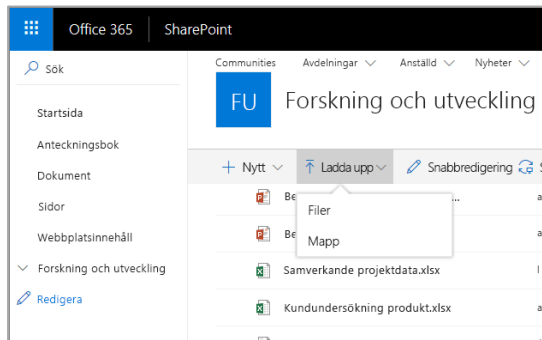 Office 365 SharePoint
Sök
Communities Avdelningar Anställd Nyheter
FU Forskning och utveckling
Startsida
Anteckningsbok
Dokument
Sidor
Webbplatsinnehåll
Forskning och utveckling
Redigera
Nytt Ladda upp Snabbredigering
Filer
Mapp
Samverkande projektdata.xlsx
Kundundersökning produkt.xlsx